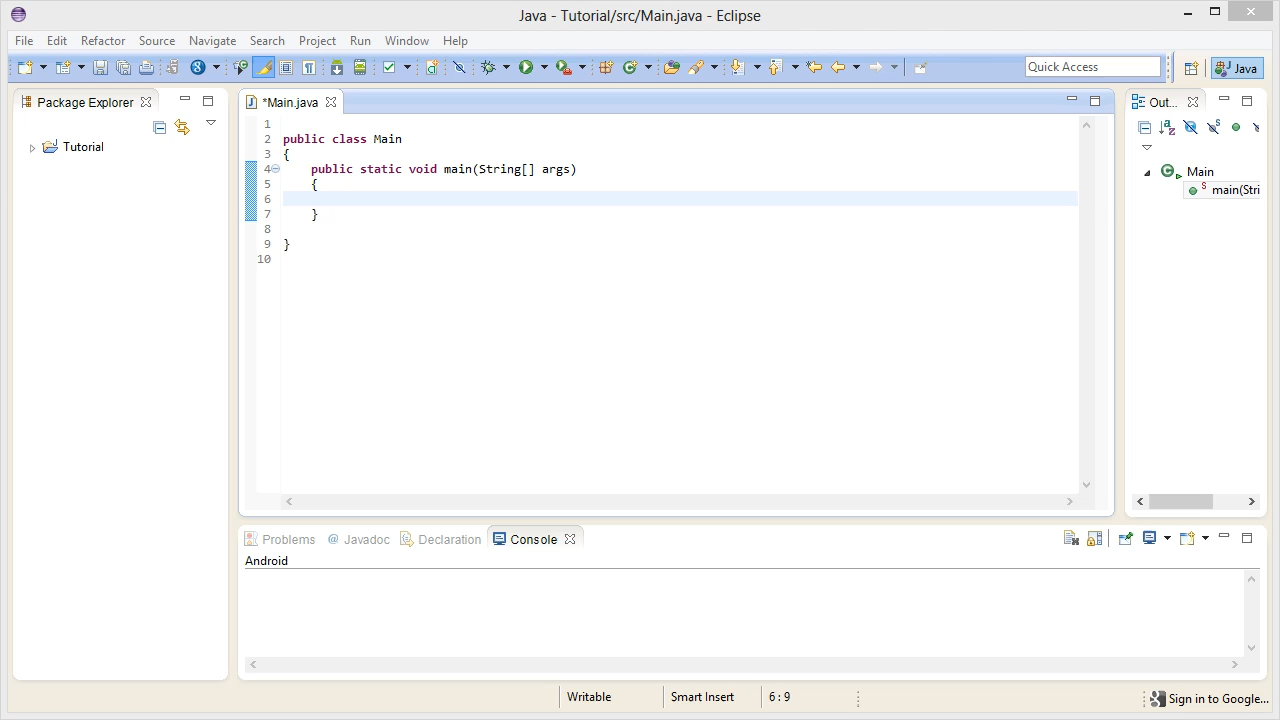 Java - Tutorial/src/Main.java - Eclipse
File Edit Refactor Source Navigate Search Project Run Window Help
Quick Access
Java
Package Explorer
*Main.java
Out...
Tutorial
1
2 public class Main
3 {
4 public static void main(String[] args)
5 {
6
7 }
8
9 }
10
Main
main(Stri
Problems @ Javadoc Declaration Console
Android
Writable Smart Insert 6 : 9
Sign in to Google...